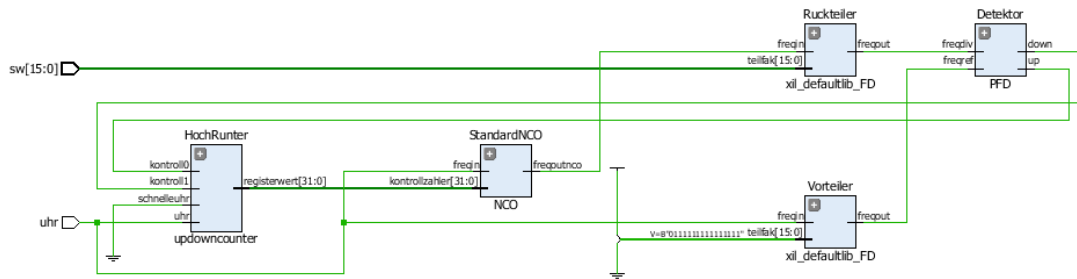 Ruckteiler
Detektor
freqin
freqput
freqdiv
down
sw[15:0]
teilfak[15:0]
freqref
up
xil_defaultlib_FD
PFD
HochRunter
StandardNCO
kontroll0
freqin
freqoutnco
kontroll1
registerwert[31:0]
kontrollzahler[31:0]
schnelleuhr
NCO
Vorteiler
uhr
uhr
freqin
freqput
updowncounter
V=B"0111111111111111"
teilfak[15:0]
xil_defaultlib_FD